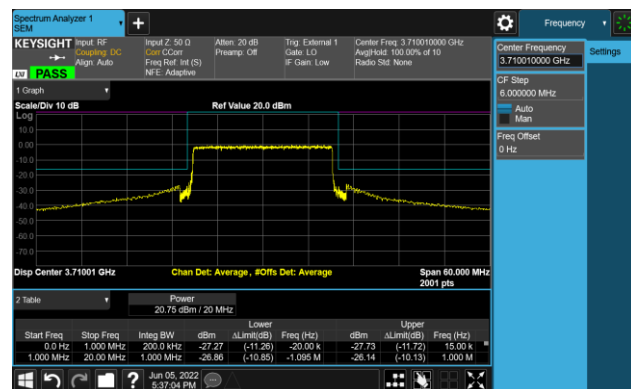 Spectrum Analyzer 1
SEM
Frequency
KEYSIGHT
Input: RF
Coupling: DC
Align: Auto
Input Z: 50 Ω
Corr CCorr
Freq Ref: Int (S)
NFE: Adaptive
Atten: 20 dB
Preamp: Off
Trig: External 1
Gate: LO
IF Gain: Low
Center Freq: 3.710010000 GHz
Avg|Hold: 100.00% of 10
Radio Std: None
LXI PASS
Center Frequency
3.710010000 GHz
Settings
CF Step
6.000000 MHz
Auto
Man
Freq Offset
0 Hz
1 Graph
Scale/Div 10 dB
Ref Value 20.0 dBm
Log
10.0
0.00
-10.0
-20.0
-30.0
-40.0
-50.0
-60.0
-70.0
Disp Center 3.71001 GHz
Chan Det: Average , #Offs Det: Average
Span 60.000 MHz
2001 pts
2 Table
Power
20.75 dBm / 20 MHz
Lower Upper
Start Freq Stop Freq Integ BW dBm ΔLimit(dB) Freq (Hz) dBm ΔLimit(dB) Freq (Hz)
0.0 Hz 1.000 MHz 200.0 kHz -27.27 (-11.26) -20.00 k -27.73 (-11.72) 15.00 k
1.000 MHz 20.00 MHz 1.000 MHz -26.86 (-10.85) -1.095 M -26.14 (-10.13) 1.000 M
?
Jun 05, 2022
5:37:04 PM